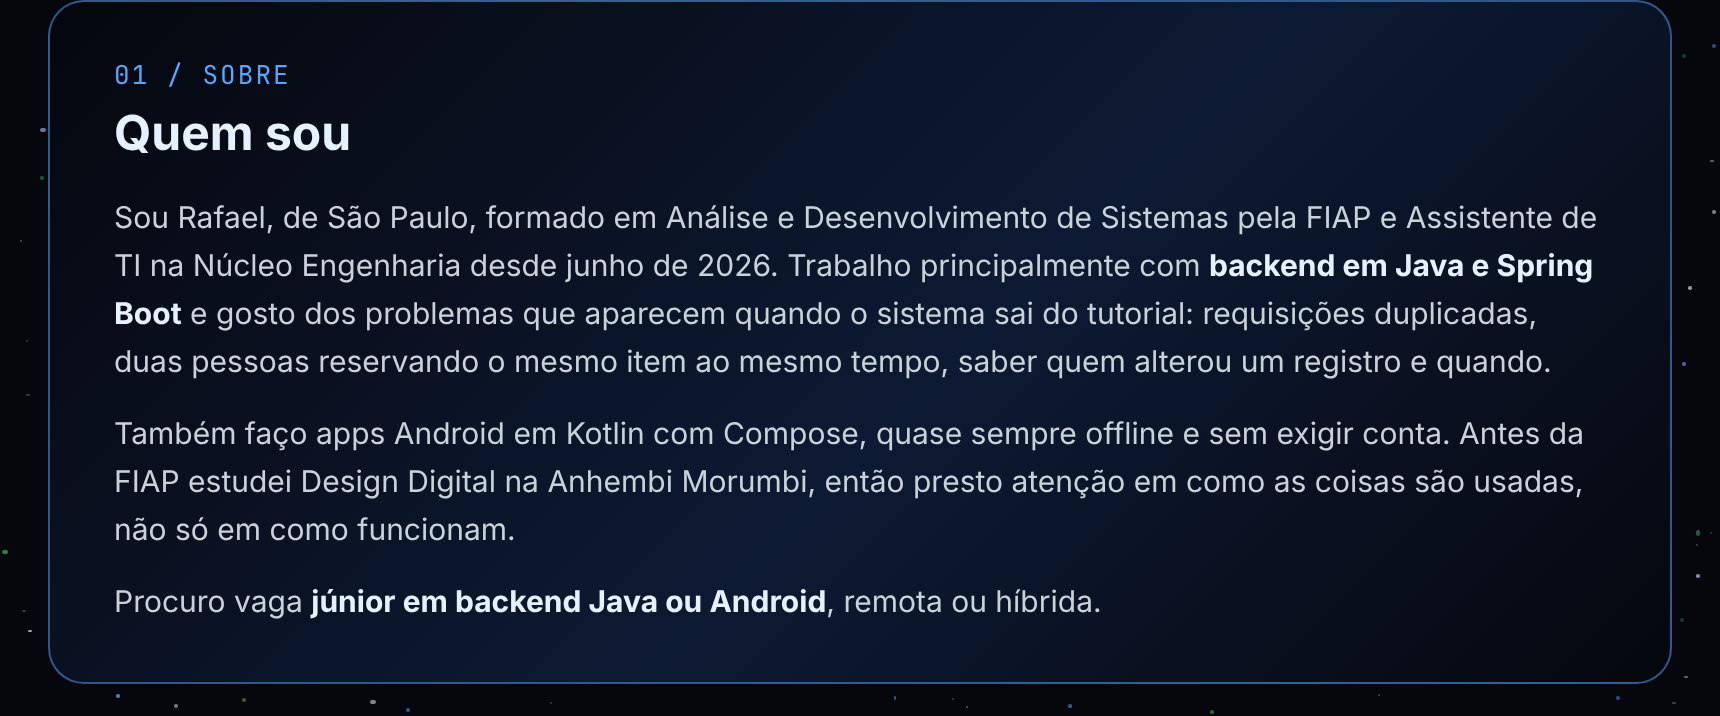 01 / SOBRE
Quem sou
Sou Rafael, de São Paulo, formado em Análise e Desenvolvimento de Sistemas pela FIAP e Assistente de
TI na Núcleo Engenharia desde junho de 2026. Trabalho principalmente com backend em Java e Spring
Boot e gosto dos problemas que aparecem quando o sistema sai do tutorial: requisições duplicadas,
duas pessoas reservando o mesmo item ao mesmo tempo, saber quem alterou um registro e quando.
Também faço apps Android em Kotlin com Compose, quase sempre offline e sem exigir conta. Antes da
FIAP estudei Design Digital na Anhembi Morumbi, então presto atenção em como as coisas são usadas,
não só em como funcionam.
Procuro vaga júnior em backend Java ou Android, remota ou híbrida.